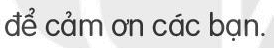 để cảm ơn các bạn.